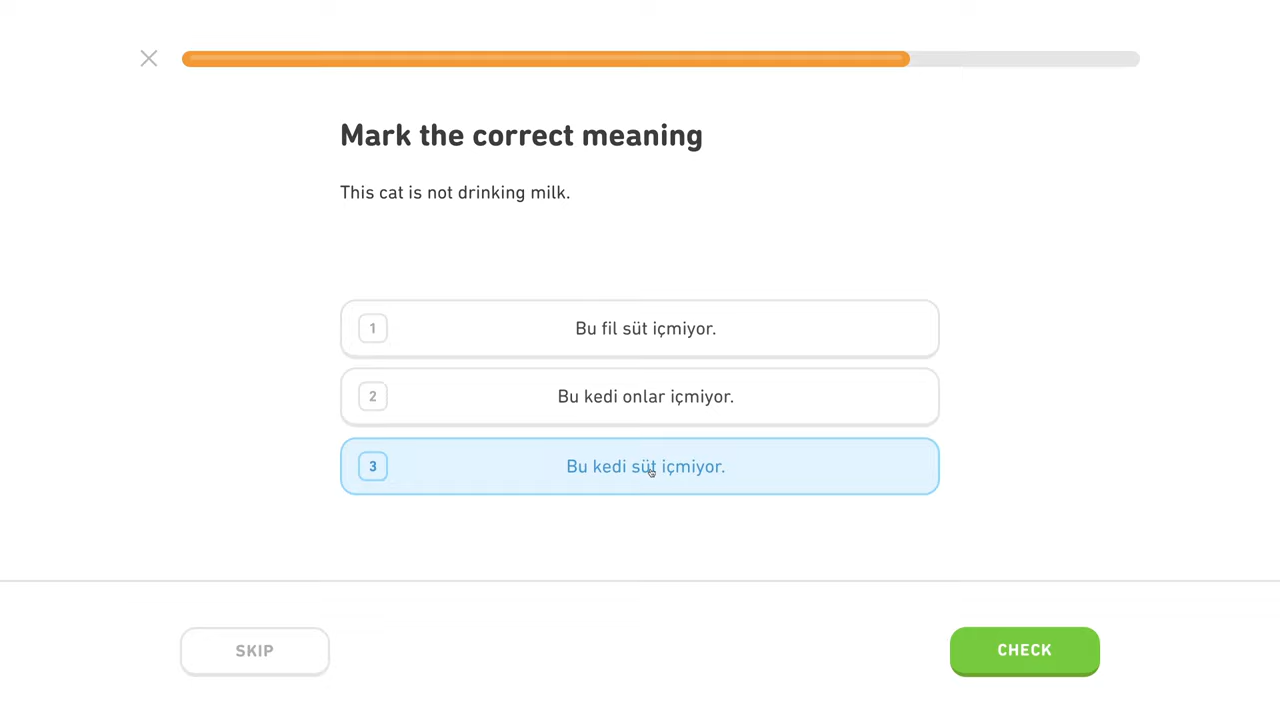 Mark the correct meaning
This cat is not drinking milk.
1 Bu fil süt içmiyor.
2 Bu kedi onlar içmiyor.
3 Bu kedi süt içmiyor.
SKIP CHECK